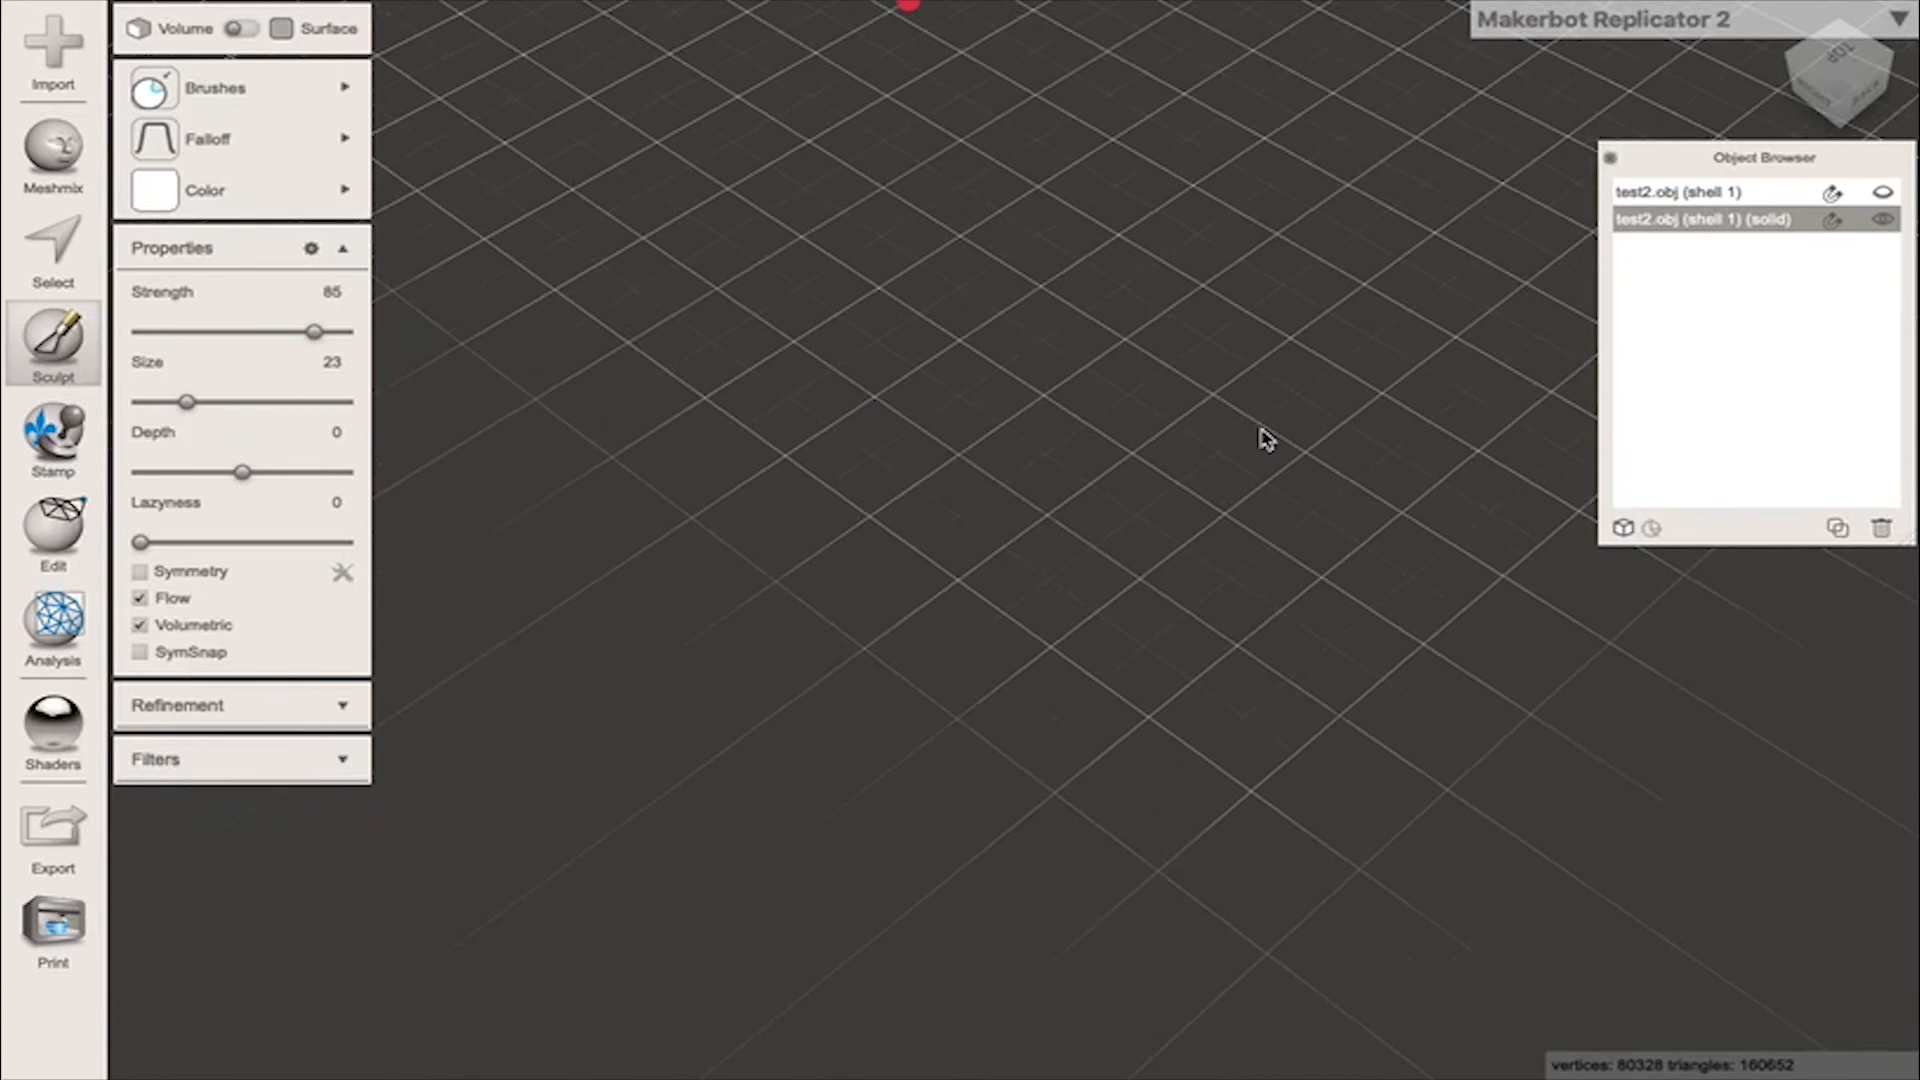 Import
Meshmix
Select
Sculpt
Stamp
Edit
Analysis
Shaders
Export
Print
Volume
Surface
Brushes
Falloff
Color
Properties
Strength 85
Size 23
Depth 0
Lazyness 0
Symmetry
Flow
Volumetric
SymSnap
Refinement
Filters
Makerbot Replicator 2
TOP
Object Browser
test2.obj (shell 1)
test2.obj (shell 1) (solid)
vertices: 80328 triangles: 160652